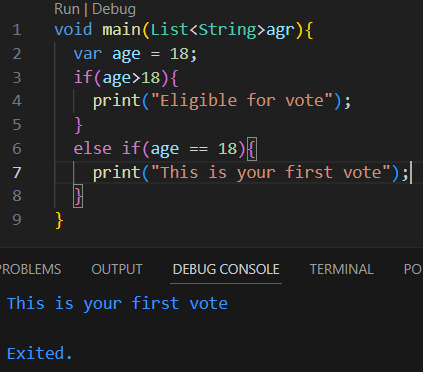 Run | Debug
1 void main(List<String>agr){
2 var age = 18;
3 if(age>18){
4 print("Eligible for vote");
5 }
6 else if(age == 18){
7 print("This is your first vote");
8 }
9 }
PROBLEMS OUTPUT DEBUG CONSOLE TERMINAL PO
This is your first vote
Exited.